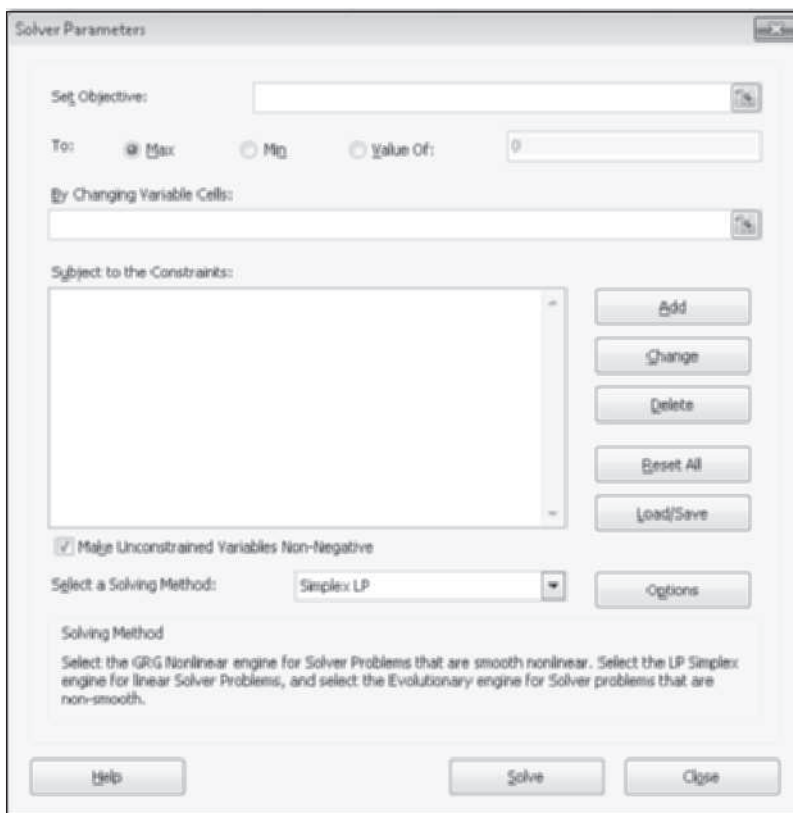 Solver Parameters
Set Objective:
To: Max Min Value Of: 0
By Changing Variable Cells:
Subject to the Constraints:
Add
Change
Delete
Reset All
Load/Save
Make Unconstrained Variables Non-Negative
Select a Solving Method: Simplex LP Options
Solving Method
Select the GRG Nonlinear engine for Solver Problems that are smooth nonlinear. Select the LP Simplex
engine for linear Solver Problems, and select the Evolutionary engine for Solver problems that are
non-smooth.
Help Solve Close